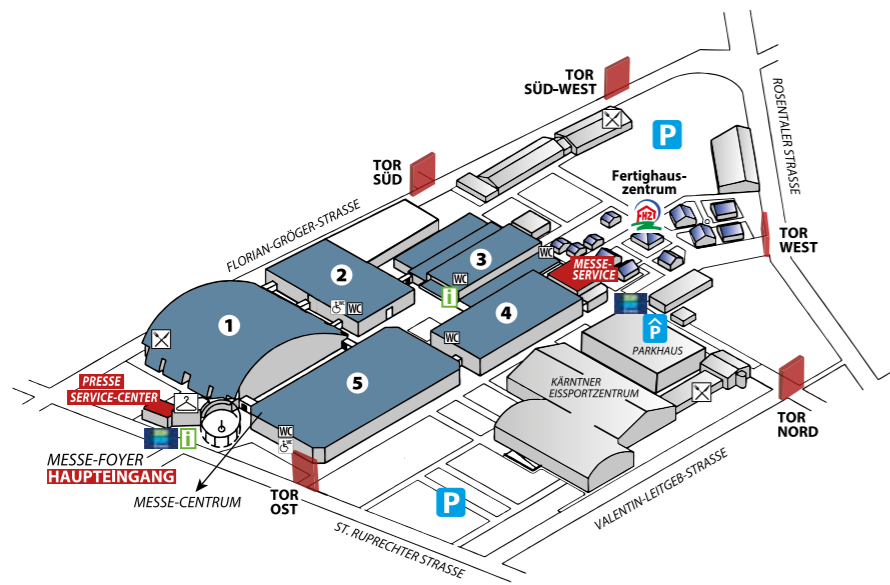 TOR
SÜD-WEST
ROSENTALER STRASSE
P
TOR
SÜD
Fertighaus-
zentrum
FHZ
FLORIAN-GRÖGER-STRASSE
TOR
WEST
3
WC
MESSE-
SERVICE
2
WC
i
WC
4
1
WC
P
PARKHAUS
5
PRESSE
SERVICE-CENTER
KÄRNTNER
EISSPORTZENTRUM
WC
i
TOR
NORD
MESSE-FOYER
HAUPTEINGANG
MESSE-CENTRUM
TOR
OST
P
VALENTIN-LEITGEB-STRASSE
ST. RUPRECHTER STRASSE